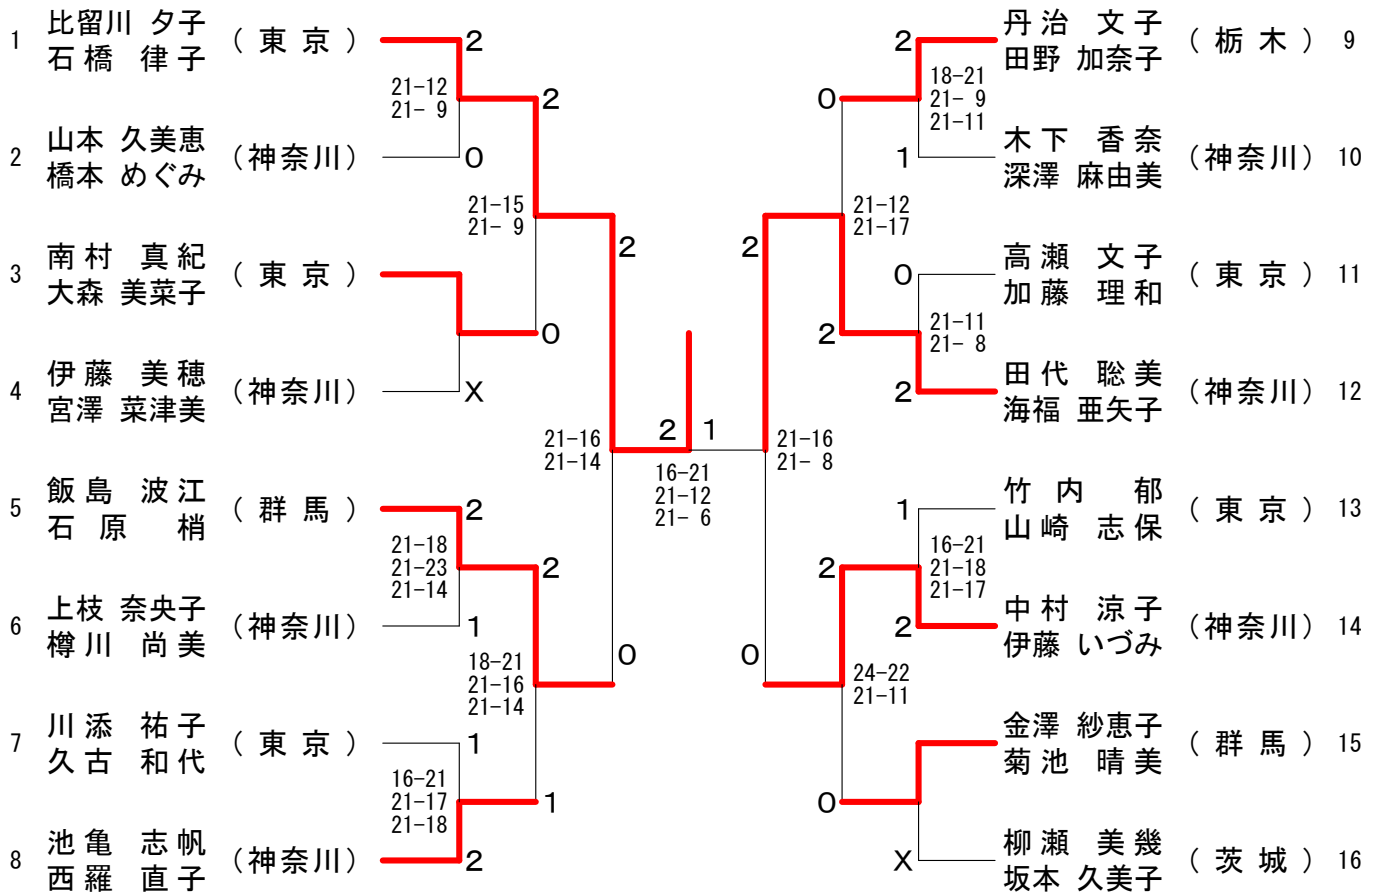 比留川 夕子
1 (東京) 2
石橋 律子
21-12
21- 9
2
山本 久美恵
2 (神奈川) 0
橋本 めぐみ
21-15
21- 9
2
南村 真紀
3 (東京)
大森 美菜子
0
伊藤 美穂
4 (神奈川) X
宮澤 菜津美
21-16
21-14
飯島 波江
5 (群馬) 2
石原 梢
21-18
21-23
21-14
2
上枝 奈央子
6 (神奈川) 1
樽川 尚美
18-21
21-16
21-14
0
川添 祐子
7 (東京) 1
久古 和代
16-21
21-17
21-18
1
池亀 志帆
8 (神奈川) 2
西羅 直子
2 1
16-21
21-12
21- 6
丹治 文子
2 (栃木) 9
田野 加奈子
18-21
21- 9
21-11
0
木下 香奈
1 (神奈川) 10
深澤 麻由美
21-12
21-17
2
高瀬 文子
0 (東京) 11
加藤 理和
21-11
21- 8
2
田代 聡美
2 (神奈川) 12
海福 亜矢子
21-16
21- 8
竹内 郁
1 (東京) 13
山崎 志保
16-21
21-18
21-17
2
中村 涼子
2 (神奈川) 14
伊藤 いづみ
0
24-22
21-11
金澤 紗恵子
(群馬) 15
菊池 晴美
0
柳瀬 美幾
X (茨城) 16
坂本 久美子